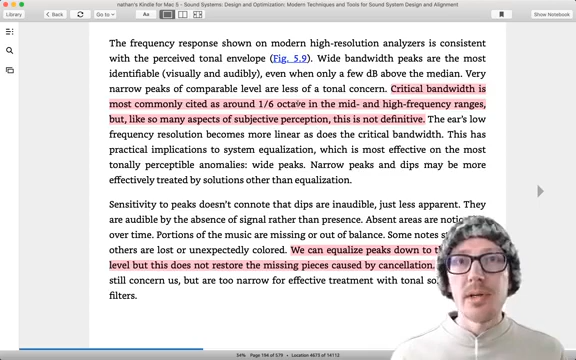 nathan's Kindle for Mac 5 - Sound Systems: Design and Optimization: Modern Techniques and Tools for Sound System Design and Alignment
Library Back Go to Aa Show Notebook
The frequency response shown on modern high-resolution analyzers is consistent
with the perceived tonal envelope (Fig. 5.9). Wide bandwidth peaks are the most
identifiable (visually and audibly), even when only a few dB above the median. Very
narrow peaks of comparable level are less of a tonal concern. Critical bandwidth is
most commonly cited as around 1/6 octave in the mid- and high-frequency ranges,
but, like so many aspects of subjective perception, this is not definitive. The ear's low
frequency resolution becomes more linear as does the critical bandwidth. This has
practical implications to system equalization, which is most effective on the most
tonally perceptible anomalies: wide peaks. Narrow peaks and dips may be more
effectively treated by solutions other than equalization.
Sensitivity to peaks doesn't connote that dips are inaudible, just less apparent. They
are audible by the absence of signal rather than presence. Absent areas are
over time. Portions of the music are missing or out of balance. Some notes
others are lost or unexpectedly colored. We can equalize peaks down to
level but this does not restore the missing pieces caused by cancellation.
still concern us, but are too narrow for effective treatment with tonal
filters.
34% Page 194 of 579 Location 4673 of 14112